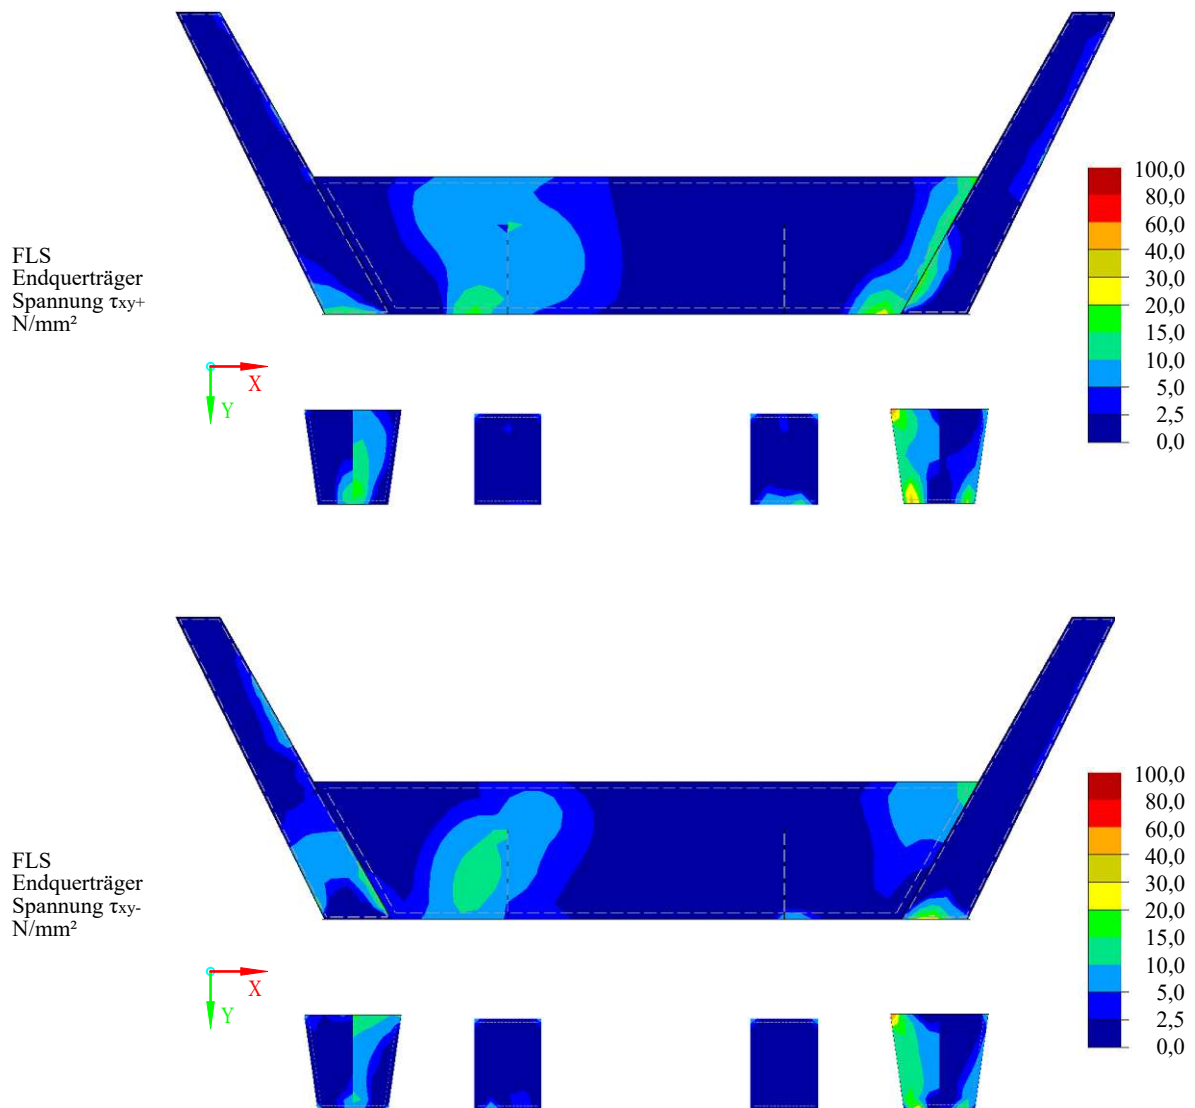 FLS
Endquerträger
Spannung τxy+
N/mm²
X
Y
100,0
80,0
60,0
40,0
30,0
20,0
15,0
10,0
5,0
2,5
0,0
FLS
Endquerträger
Spannung τxy-
N/mm²
X
Y
100,0
80,0
60,0
40,0
30,0
20,0
15,0
10,0
5,0
2,5
0,0